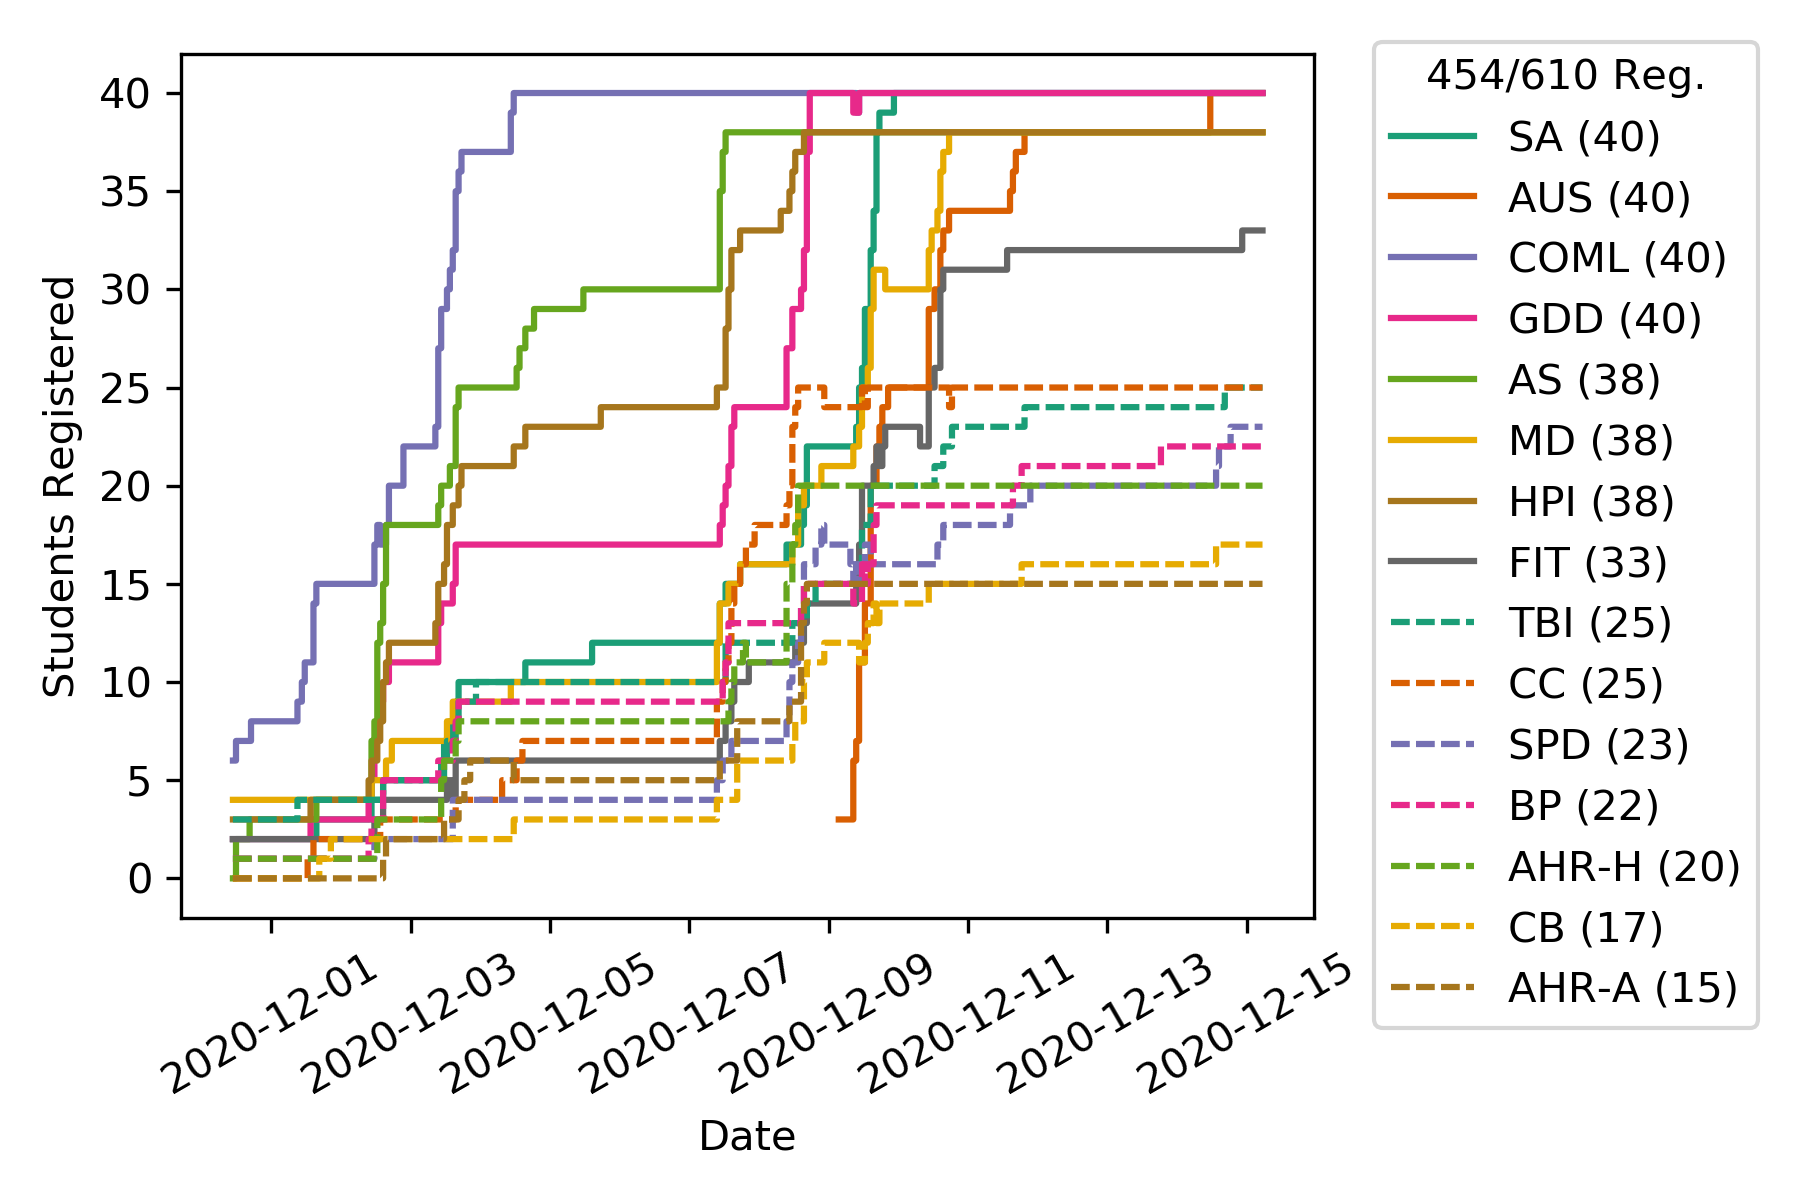 454/610 Reg.
SA (40)
AUS (40)
COML (40)
GDD (40)
AS (38)
MD (38)
HPI (38)
FIT (33)
TBI (25)
CC (25)
SPD (23)
BP (22)
AHR-H (20)
CB (17)
AHR-A (15)
Students Registered
40
35
30
25
20
15
10
5
0
2020-12-01
2020-12-03
2020-12-05
2020-12-07
2020-12-09
2020-12-11
2020-12-13
2020-12-15
Date